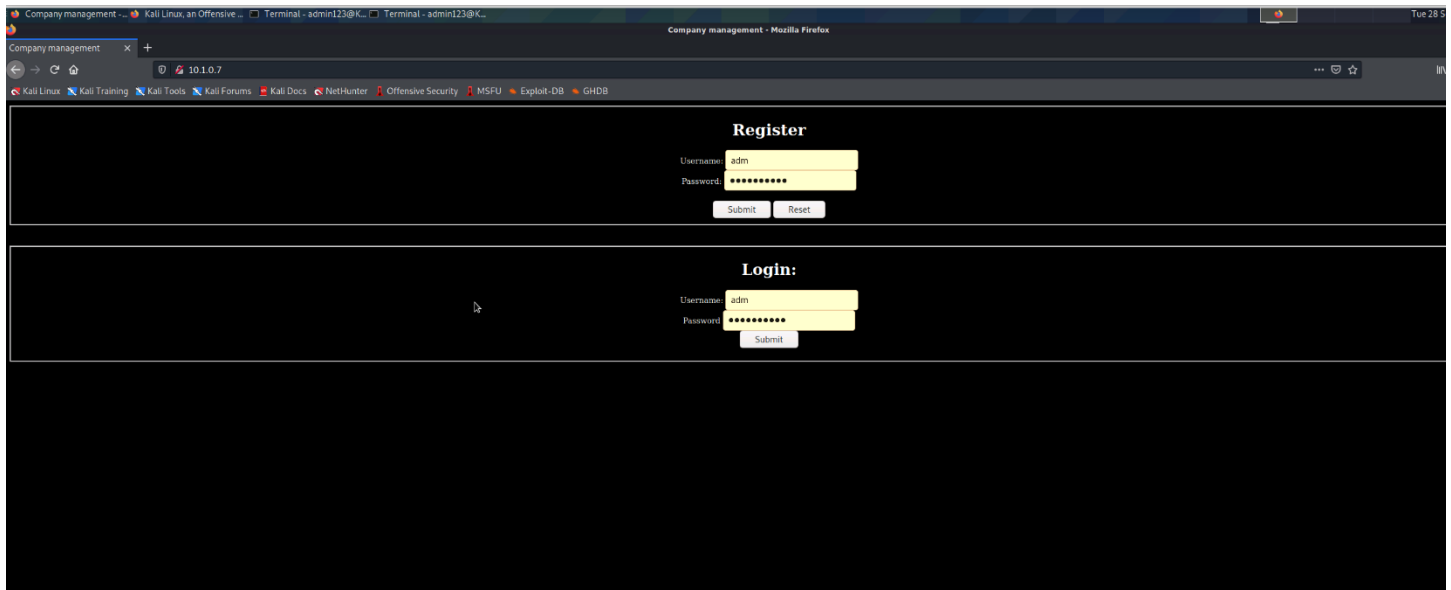 Company management -... Kali Linux, an Offensive ... Terminal - admin123@K... Terminal - admin123@K... Tue 28 S
Company management - Mozilla Firefox
Company management × +
10.1.0.7
Kali Linux Kali Training Kali Tools Kali Forums Kali Docs NetHunter Offensive Security MSFU Exploit-DB GHDB
Register
Username: adm
Password: ••••••••••
Submit Reset
Login:
Username: adm
Password ••••••••••
Submit